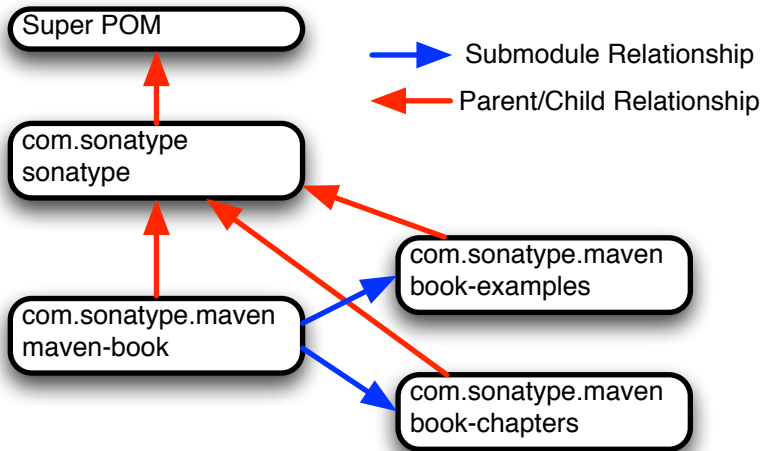 Super POM
Submodule Relationship
Parent/Child Relationship
com.sonatype
sonatype
com.sonatype.maven
book-examples
com.sonatype.maven
maven-book
com.sonatype.maven
book-chapters